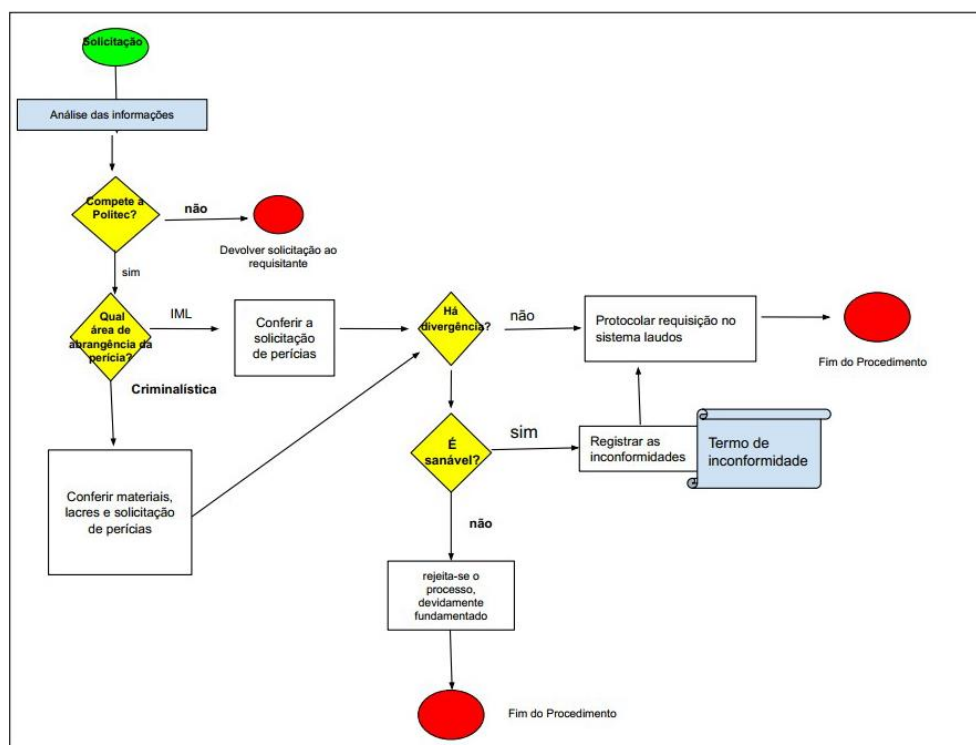 Solicitação
Análise das informações
Compete a
Politec?
não
Devolver solicitação ao
requisitante
sim
Qual
área de
abrangência da
perícia?
IML
Conferir a
solicitação
de perícias
Há
divergência?
não
Protocolar requisição no
sistema laudos
Fim do Procedimento
Criminalística
Conferir materiais,
lacres e solicitação
de perícias
É
sanável?
sim
Registrar as
inconformidades
Termo de
inconformidade
não
rejeita-se o
processo,
devidamente
fundamentado
Fim do Procedimento